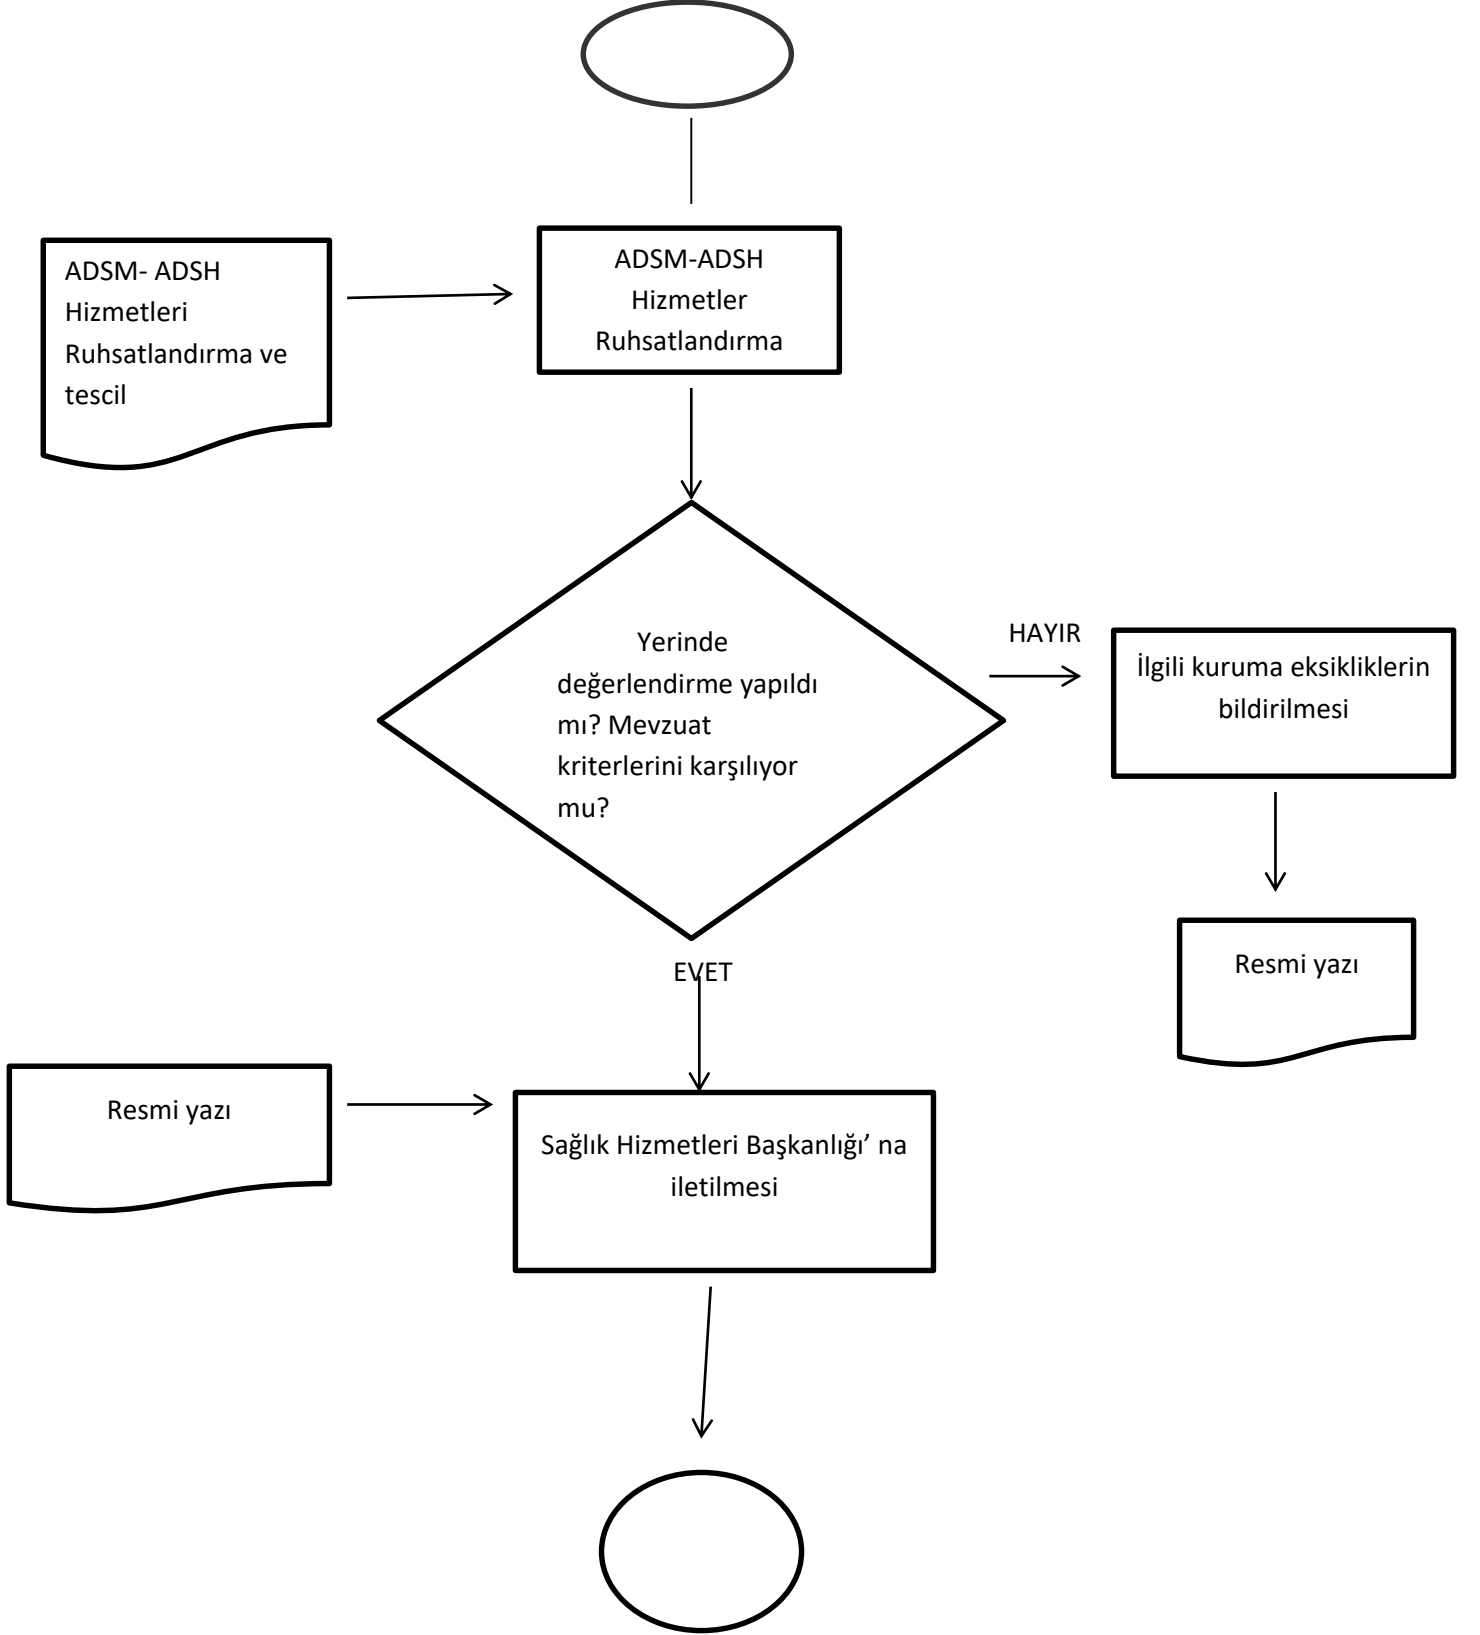 ADSM- ADSH
Hizmetleri
Ruhsatlandırma ve
tescil
ADSM-ADSH
Hizmetler
Ruhsatlandırma
Yerinde
değerlendirme yapıldı
mı? Mevzuat
kriterlerini karşılıyor
mu?
HAYIR
İlgili kuruma eksikliklerin
bildirilmesi
Resmi yazı
EVET
Resmi yazı
Sağlık Hizmetleri Başkanlığı’ na
iletilmesi